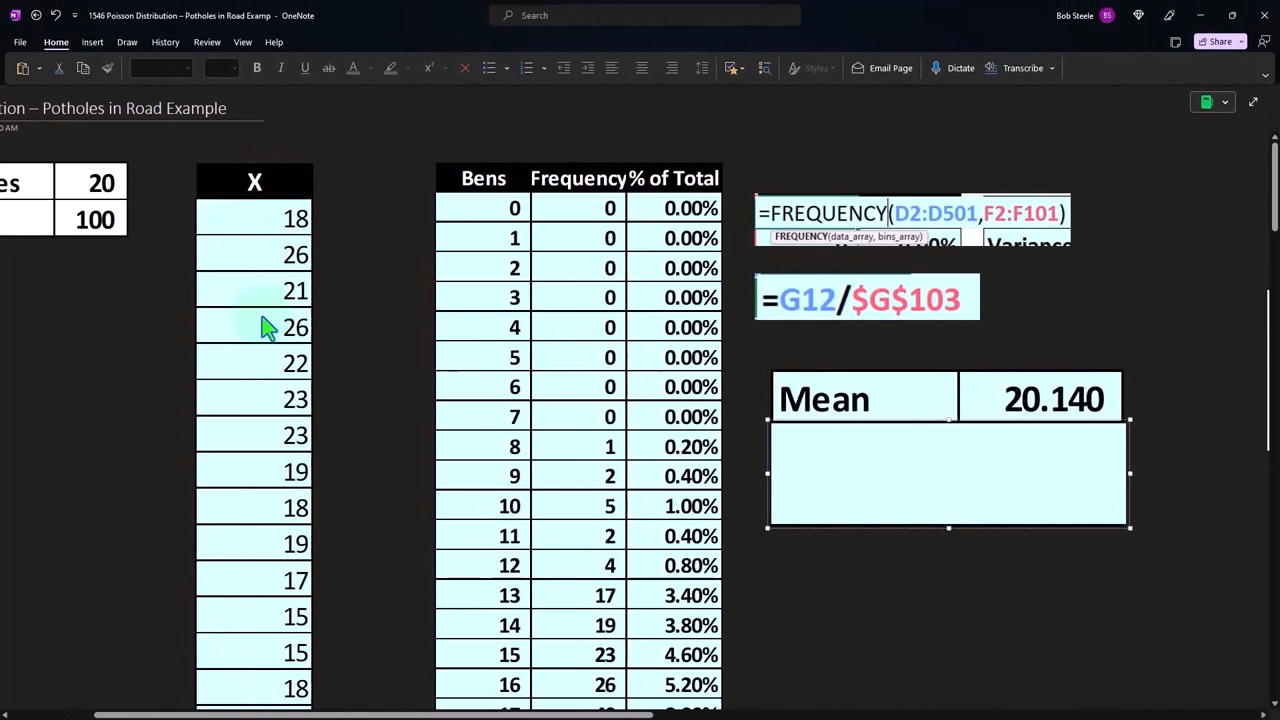 1546 Poisson Distribution – Potholes in Road Examp - OneNote
Search
Bob Steele
BS
File Home Insert Draw History Review View Help
Share
B I U ab A x
Styles
Email Page
Dictate
Transcribe
tion – Potholes in Road Example
0 AM
es 20
100
X
18
26
21
26
22
23
23
19
18
19
17
15
15
18
Bens Frequency % of Total
0 0 0.00%
1 0 0.00%
2 0 0.00%
3 0 0.00%
4 0 0.00%
5 0 0.00%
6 0 0.00%
7 0 0.00%
8 1 0.20%
9 2 0.40%
10 5 1.00%
11 2 0.40%
12 4 0.80%
13 17 3.40%
14 19 3.80%
15 23 4.60%
16 26 5.20%
=FREQUENCY(D2:D501,F2:F101)
FREQUENCY(data_array, bins_array)
Variance
=G12/$G$103
Mean 20.140